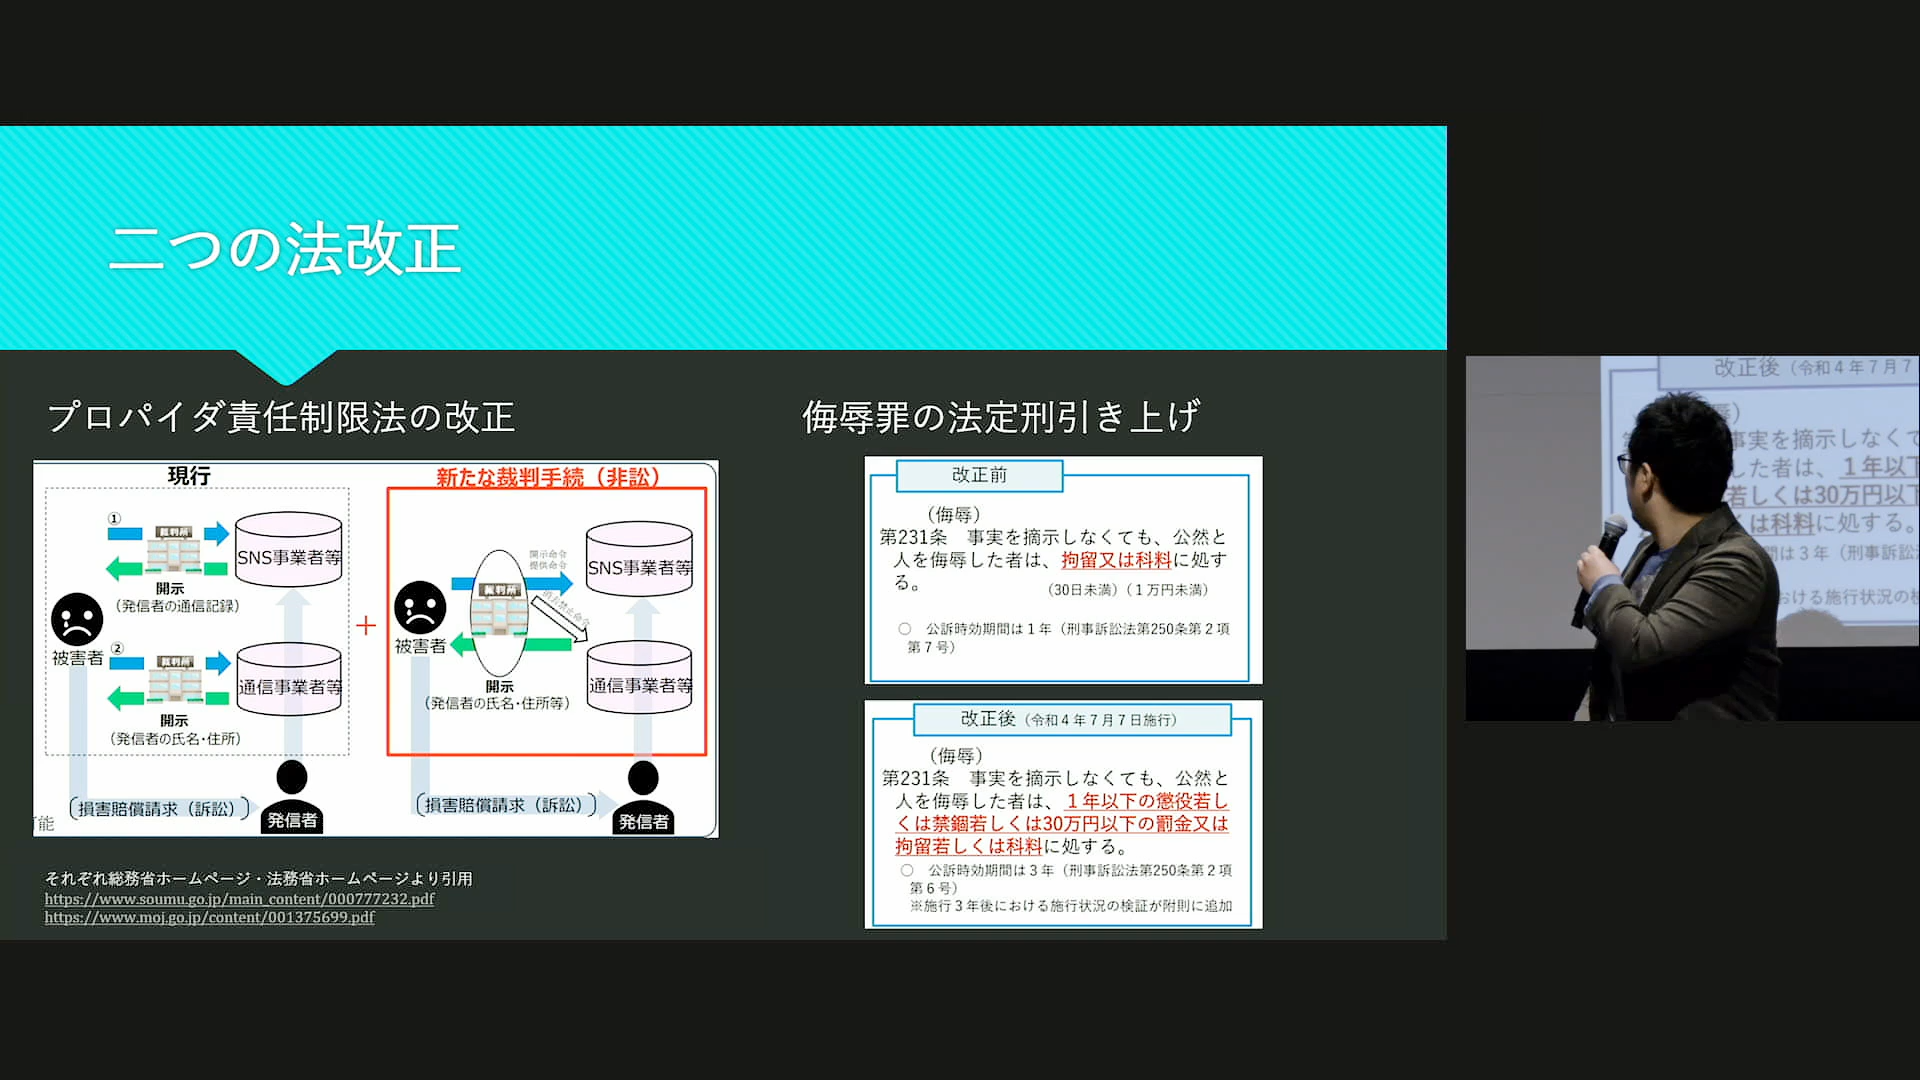 二つの法改正
プロパイダ責任制限法の改正
現行
①
裁判所
SNS事業者等
開示
（発信者の通信記録）
被害者
②
裁判所
通信事業者等
開示
（発信者の氏名・住所）
〔損害賠償請求（訴訟）〕
発信者
能
＋
新たな裁判手続（非訟）
開示命令
提供命令
裁判所
SNS事業者等
消去禁止命令
被害者
通信事業者等
開示
（発信者の氏名・住所等）
〔損害賠償請求（訴訟）〕
発信者
それぞれ総務省ホームページ・法務省ホームページより引用
https://www.soumu.go.jp/main_content/000777232.pdf
https://www.moj.go.jp/content/001375699.pdf
侮辱罪の法定刑引き上げ
改正前
（侮辱）
第231条　事実を摘示しなくても、公然と
人を侮辱した者は、拘留又は科料に処す
る。
（30日未満）（１万円未満）
○　公訴時効期間は１年（刑事訴訟法第250条第２項
第７号）
改正後（令和４年７月７日施行）
（侮辱）
第231条　事実を摘示しなくても、公然と
人を侮辱した者は、１年以下の懲役若し
くは禁錮若しくは30万円以下の罰金又は
拘留若しくは科料に処する。
○　公訴時効期間は３年（刑事訴訟法第250条第２項
第６号）
※施行３年後における施行状況の検証が附則に追加
改正後（令和４年７月７
事実を摘示しなくて
した者は、１年以下
若しくは30万円以下
は科料に処する。
間は３年（刑事訴訟法
おける施行状況の検